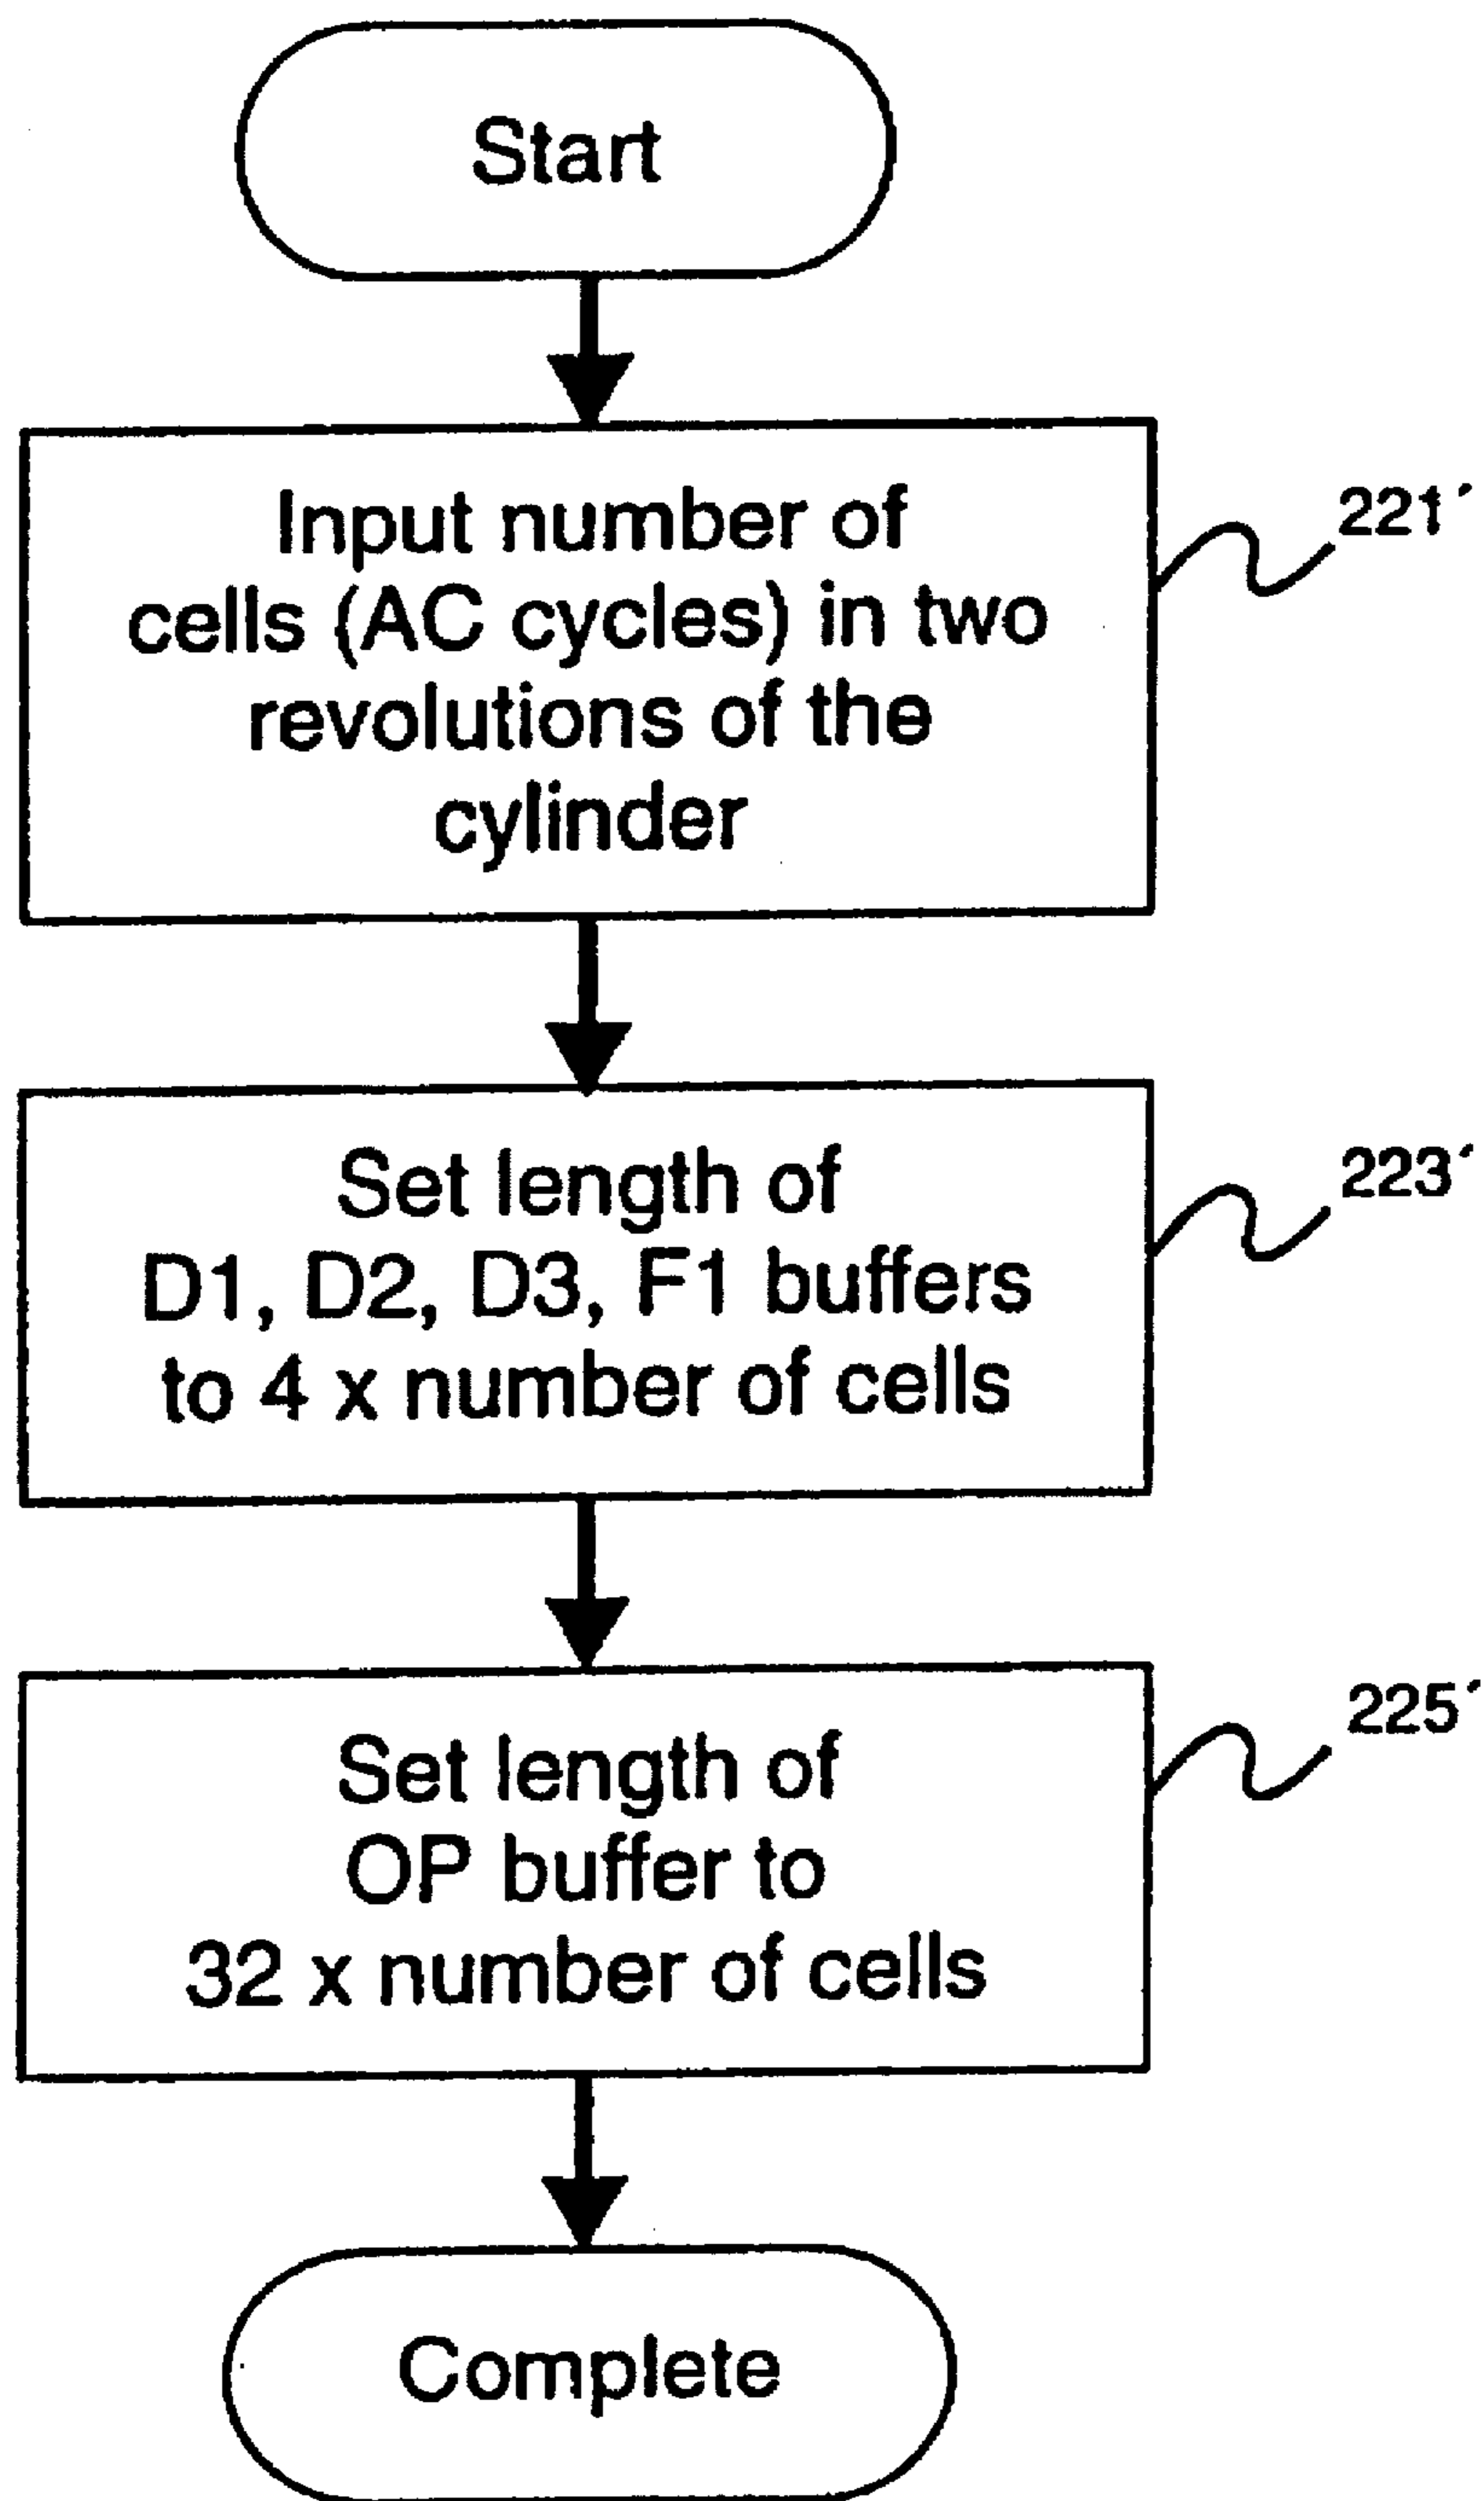 Start
Input number of
cells (AC cycles) in two
revolutions of the
cylinder
221'
Set length of
D1, D2, D3, F1 buffers
to 4 x number of cells
223'
Set length of
OP buffer to
32 x number of cells
225'
Complete